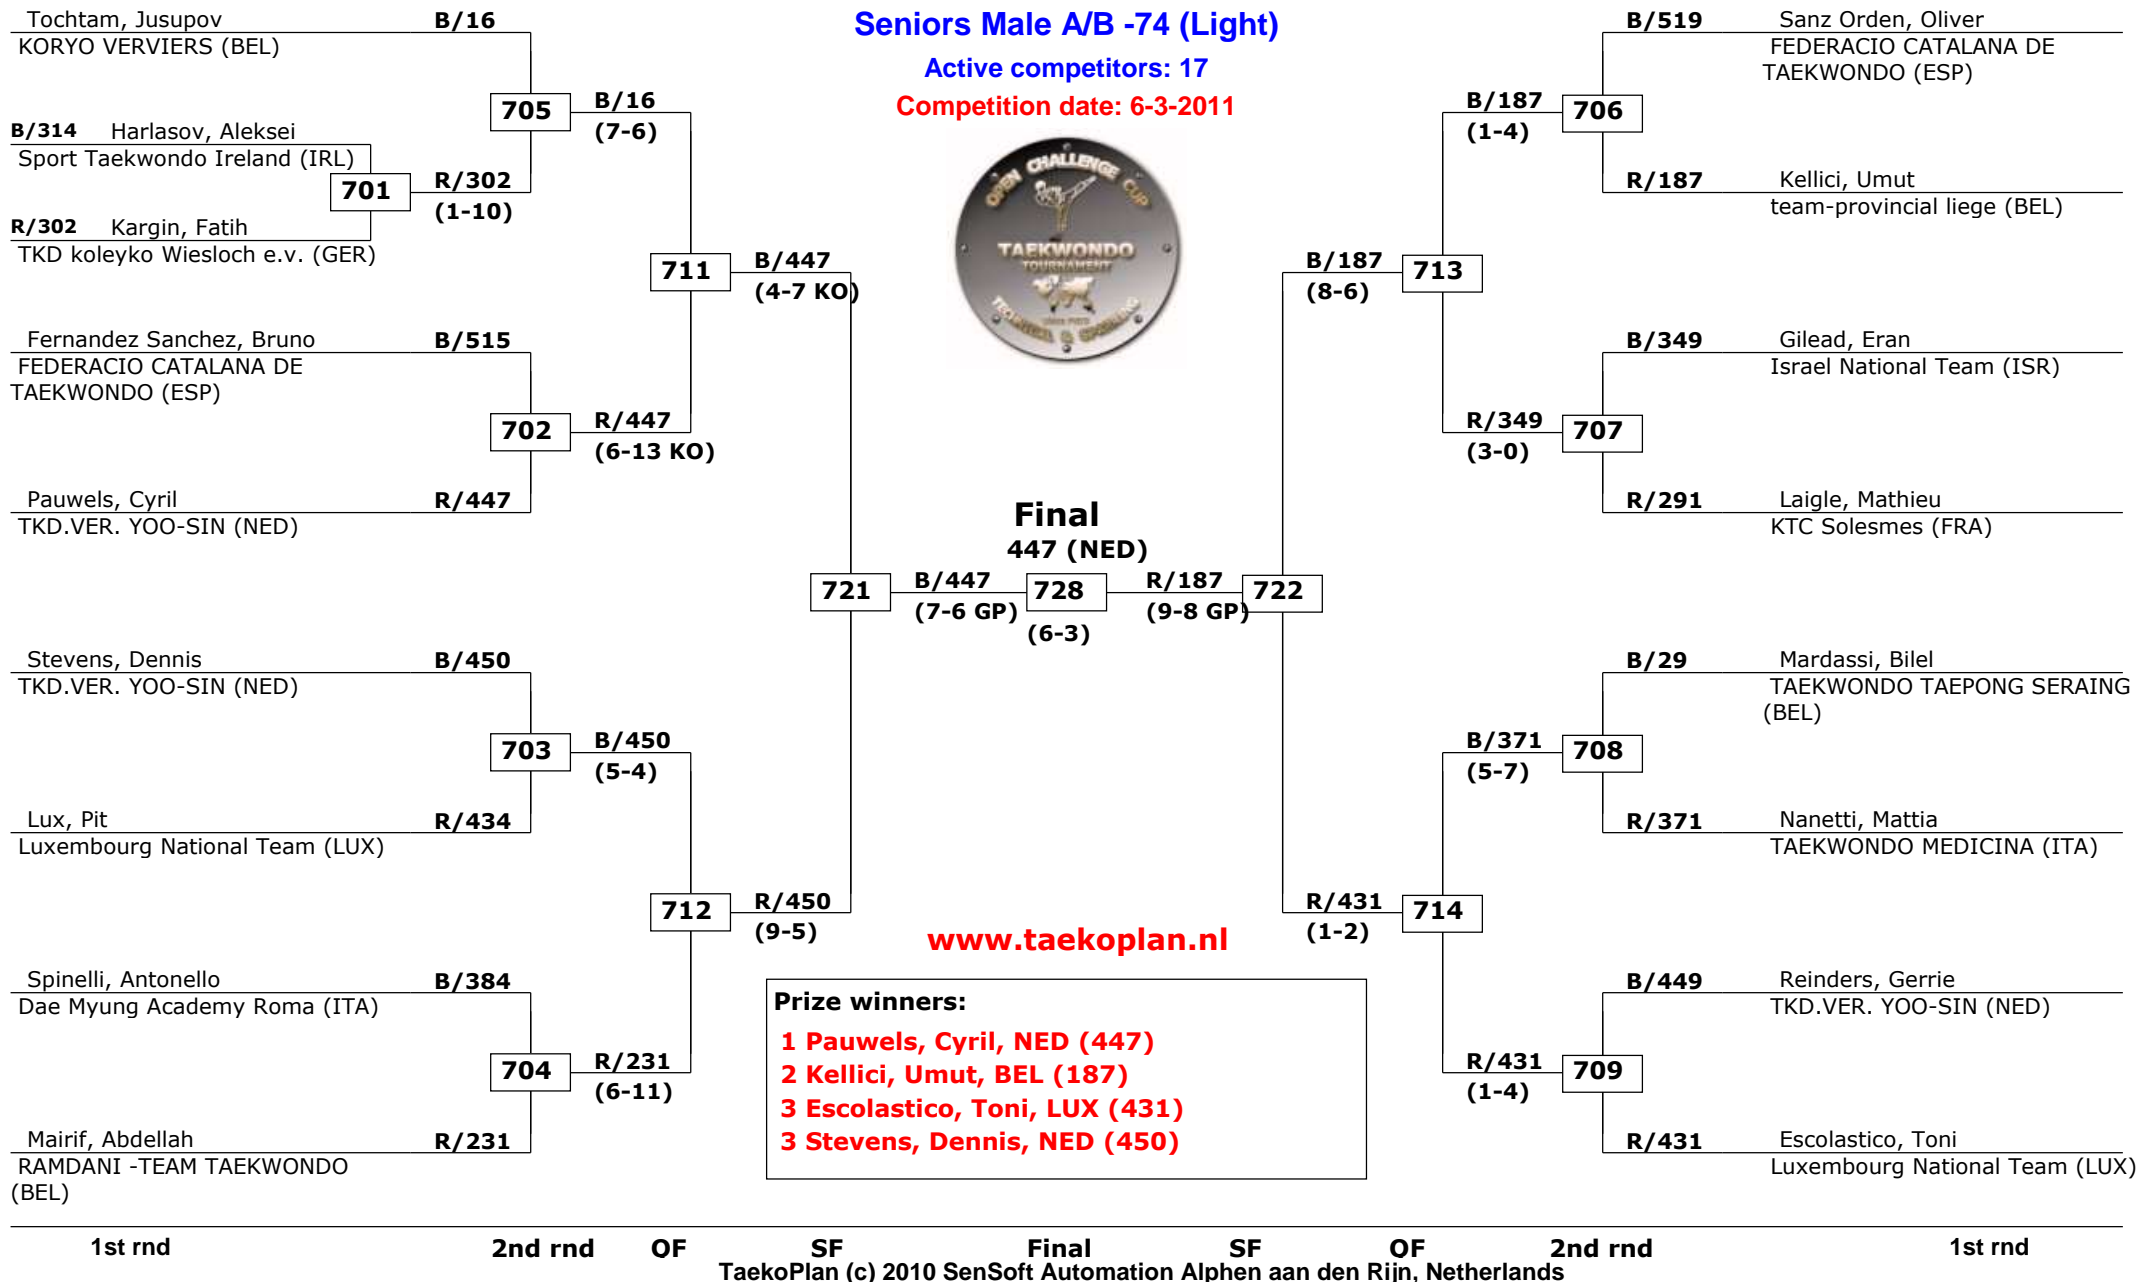 Seniors Male A/B -74 (Light)
Active competitors: 17
Competition date: 6-3-2011
OPEN CHALLENGE CUP
TAEKWONDO
TOURNAMENT
Tochtam, Jusupov B/16
KORYO VERVIERS (BEL)
705
B/16
(7-6)
B/314 Harlasov, Aleksei
Sport Taekwondo Ireland (IRL)
701
R/302
(1-10)
R/302 Kargin, Fatih
TKD koleyko Wiesloch e.v. (GER)
711
B/447
(4-7 KO)
Fernandez Sanchez, Bruno B/515
FEDERACIO CATALANA DE
TAEKWONDO (ESP)
702
R/447
(6-13 KO)
Pauwels, Cyril R/447
TKD.VER. YOO-SIN (NED)
721
B/447
(7-6 GP)
Stevens, Dennis B/450
TKD.VER. YOO-SIN (NED)
703
B/450
(5-4)
Lux, Pit R/434
Luxembourg National Team (LUX)
712
R/450
(9-5)
Spinelli, Antonello B/384
Dae Myung Academy Roma (ITA)
704
R/231
(6-11)
Mairif, Abdellah R/231
RAMDANI -TEAM TAEKWONDO
(BEL)
Final
447 (NED)
728
(6-3)
B/519 Sanz Orden, Oliver
FEDERACIO CATALANA DE
TAEKWONDO (ESP)
B/187
(1-4)
706
R/187 Kellici, Umut
team-provincial liege (BEL)
B/187
(8-6)
713
B/349 Gilead, Eran
Israel National Team (ISR)
R/349
(3-0)
707
R/291 Laigle, Mathieu
KTC Solesmes (FRA)
R/187
(9-8 GP)
722
B/29 Mardassi, Bilel
TAEKWONDO TAEPONG SERAING
(BEL)
B/371
(5-7)
708
R/371 Nanetti, Mattia
TAEKWONDO MEDICINA (ITA)
R/431
(1-2)
714
B/449 Reinders, Gerrie
TKD.VER. YOO-SIN (NED)
R/431
(1-4)
709
R/431 Escolastico, Toni
Luxembourg National Team (LUX)
www.taekoplan.nl
Prize winners:
1 Pauwels, Cyril, NED (447)
2 Kellici, Umut, BEL (187)
3 Escolastico, Toni, LUX (431)
3 Stevens, Dennis, NED (450)
1st rnd 2nd rnd QF SF Final SF QF 2nd rnd 1st rnd
TaekoPlan (c) 2010 SenSoft Automation Alphen aan den Rijn, Netherlands